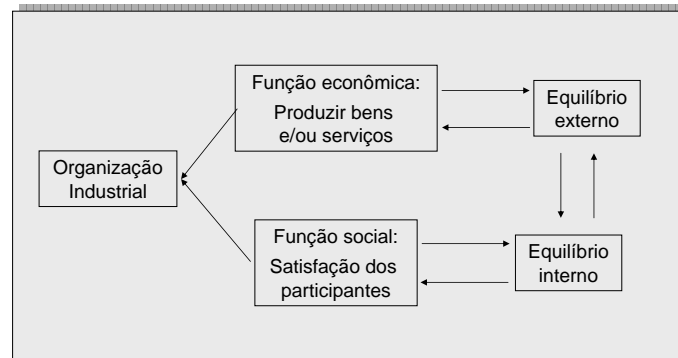 Função econômica:
Produzir bens
e/ou serviços
Equilíbrio
externo
Organização
Industrial
Função social:
Satisfação dos
participantes
Equilíbrio
interno